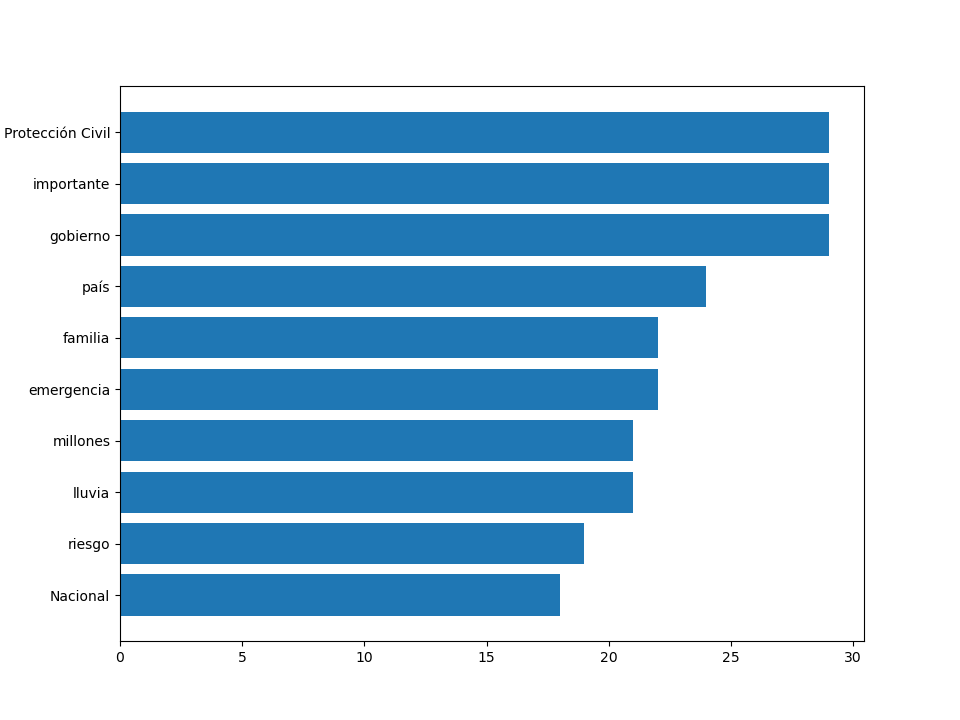 Protección Civil
importante
gobierno
país
familia
emergencia
millones
lluvia
riesgo
Nacional
0 5 10 15 20 25 30